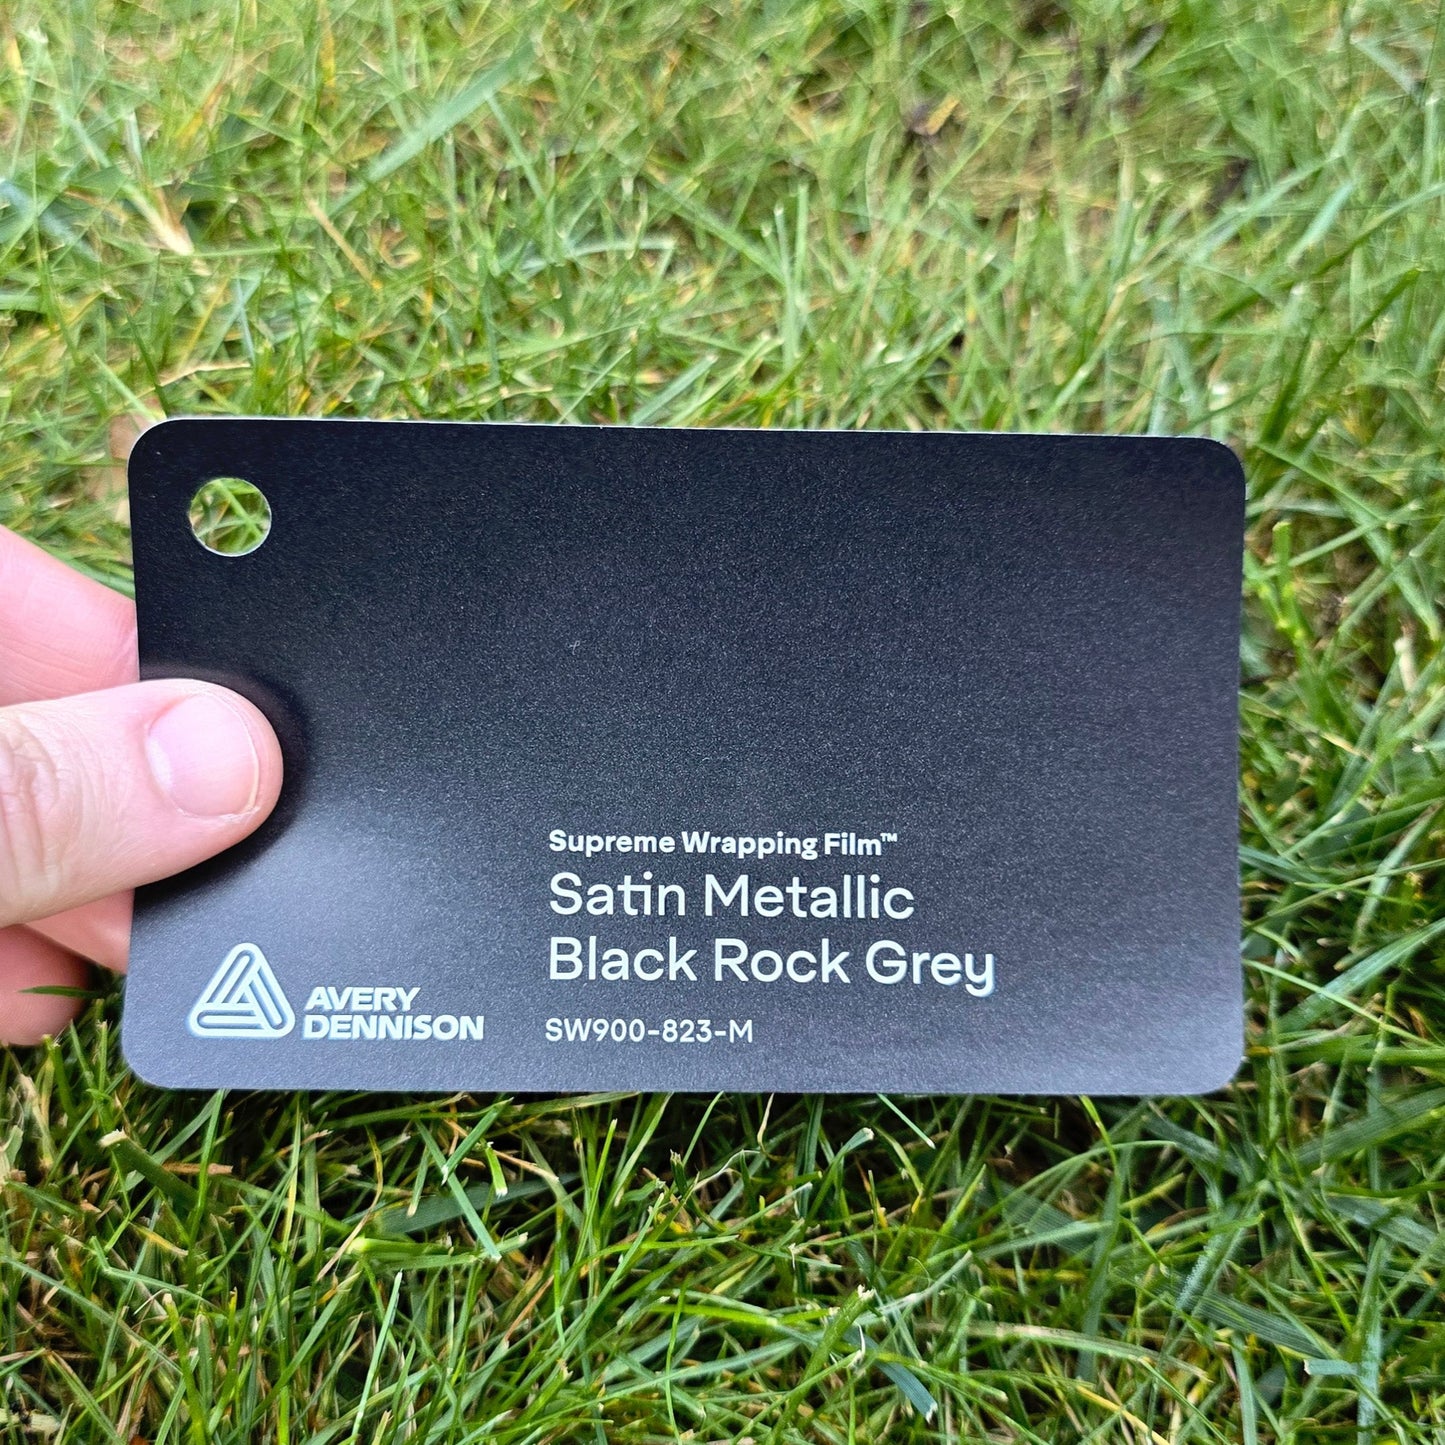 Supreme Wrapping Film™
Satin Metallic
Black Rock Grey
SW900-823-M
AVERY
DENNISON